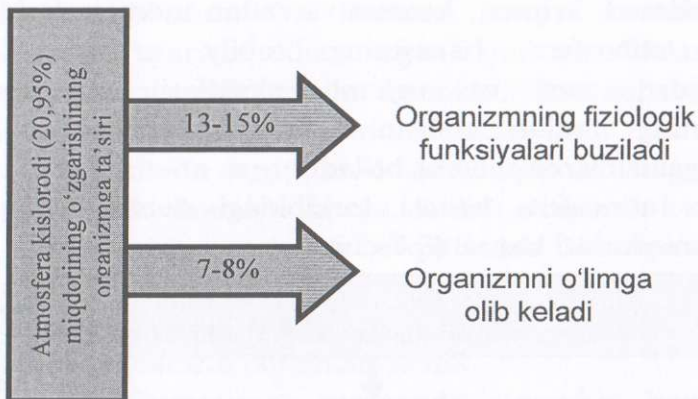 Atmosfera kislorodi (20,95%)
miqdorining o‘zgarishining
organizmga ta’siri
13-15%
Organizmning fiziologik
funksiyalari buziladi
7-8%
Organizmni o‘limga
olib keladi